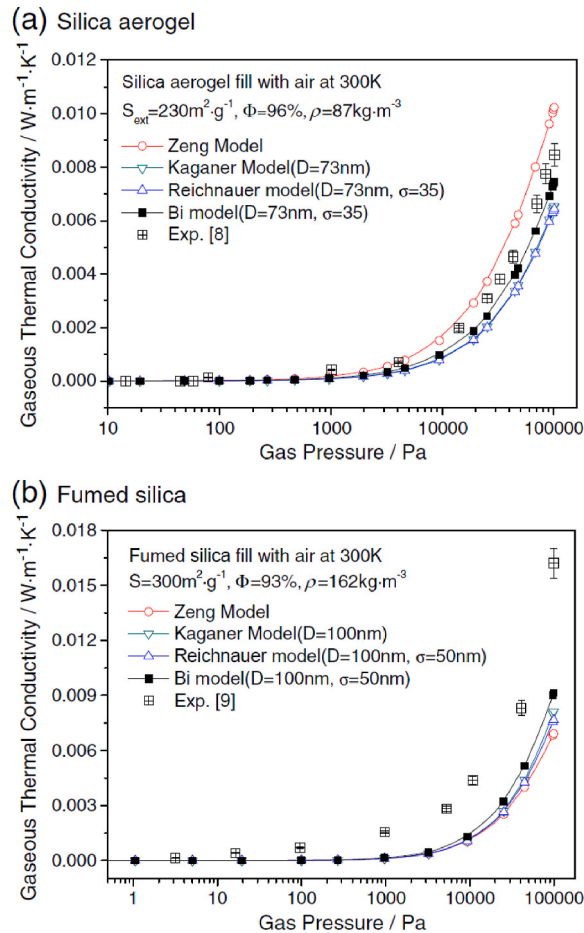 (a) Silica aerogel
Gaseous Thermal Conductivity / W·m⁻¹·K⁻¹
0.010
0.008
0.006
0.004
0.002
0.000
Silica aerogel fill with air at 300K
Sext=230m²·g⁻¹, Φ=96%, ρ=87kg·m⁻³
Zeng Model
Kaganer Model(D=73nm)
Reichnauer model(D=73nm, σ=35)
Bi model(D=73nm, σ=35)
Exp. [8]
10 100 1000 10000 100000
Gas Pressure / Pa
(b) Fumed silica
Gaseous Thermal Conductivity / W·m⁻¹·K⁻¹
0.018
0.015
0.012
0.009
0.006
0.003
0.000
Fumed silica fill with air at 300K
S=300m²·g⁻¹, Φ=93%, ρ=162kg·m⁻³
Zeng Model
Kaganer Model(D=100nm)
Reichnauer model(D=100nm, σ=50nm)
Bi model(D=100nm, σ=50nm)
Exp. [9]
1 10 100 1000 10000 100000
Gas Pressure / Pa